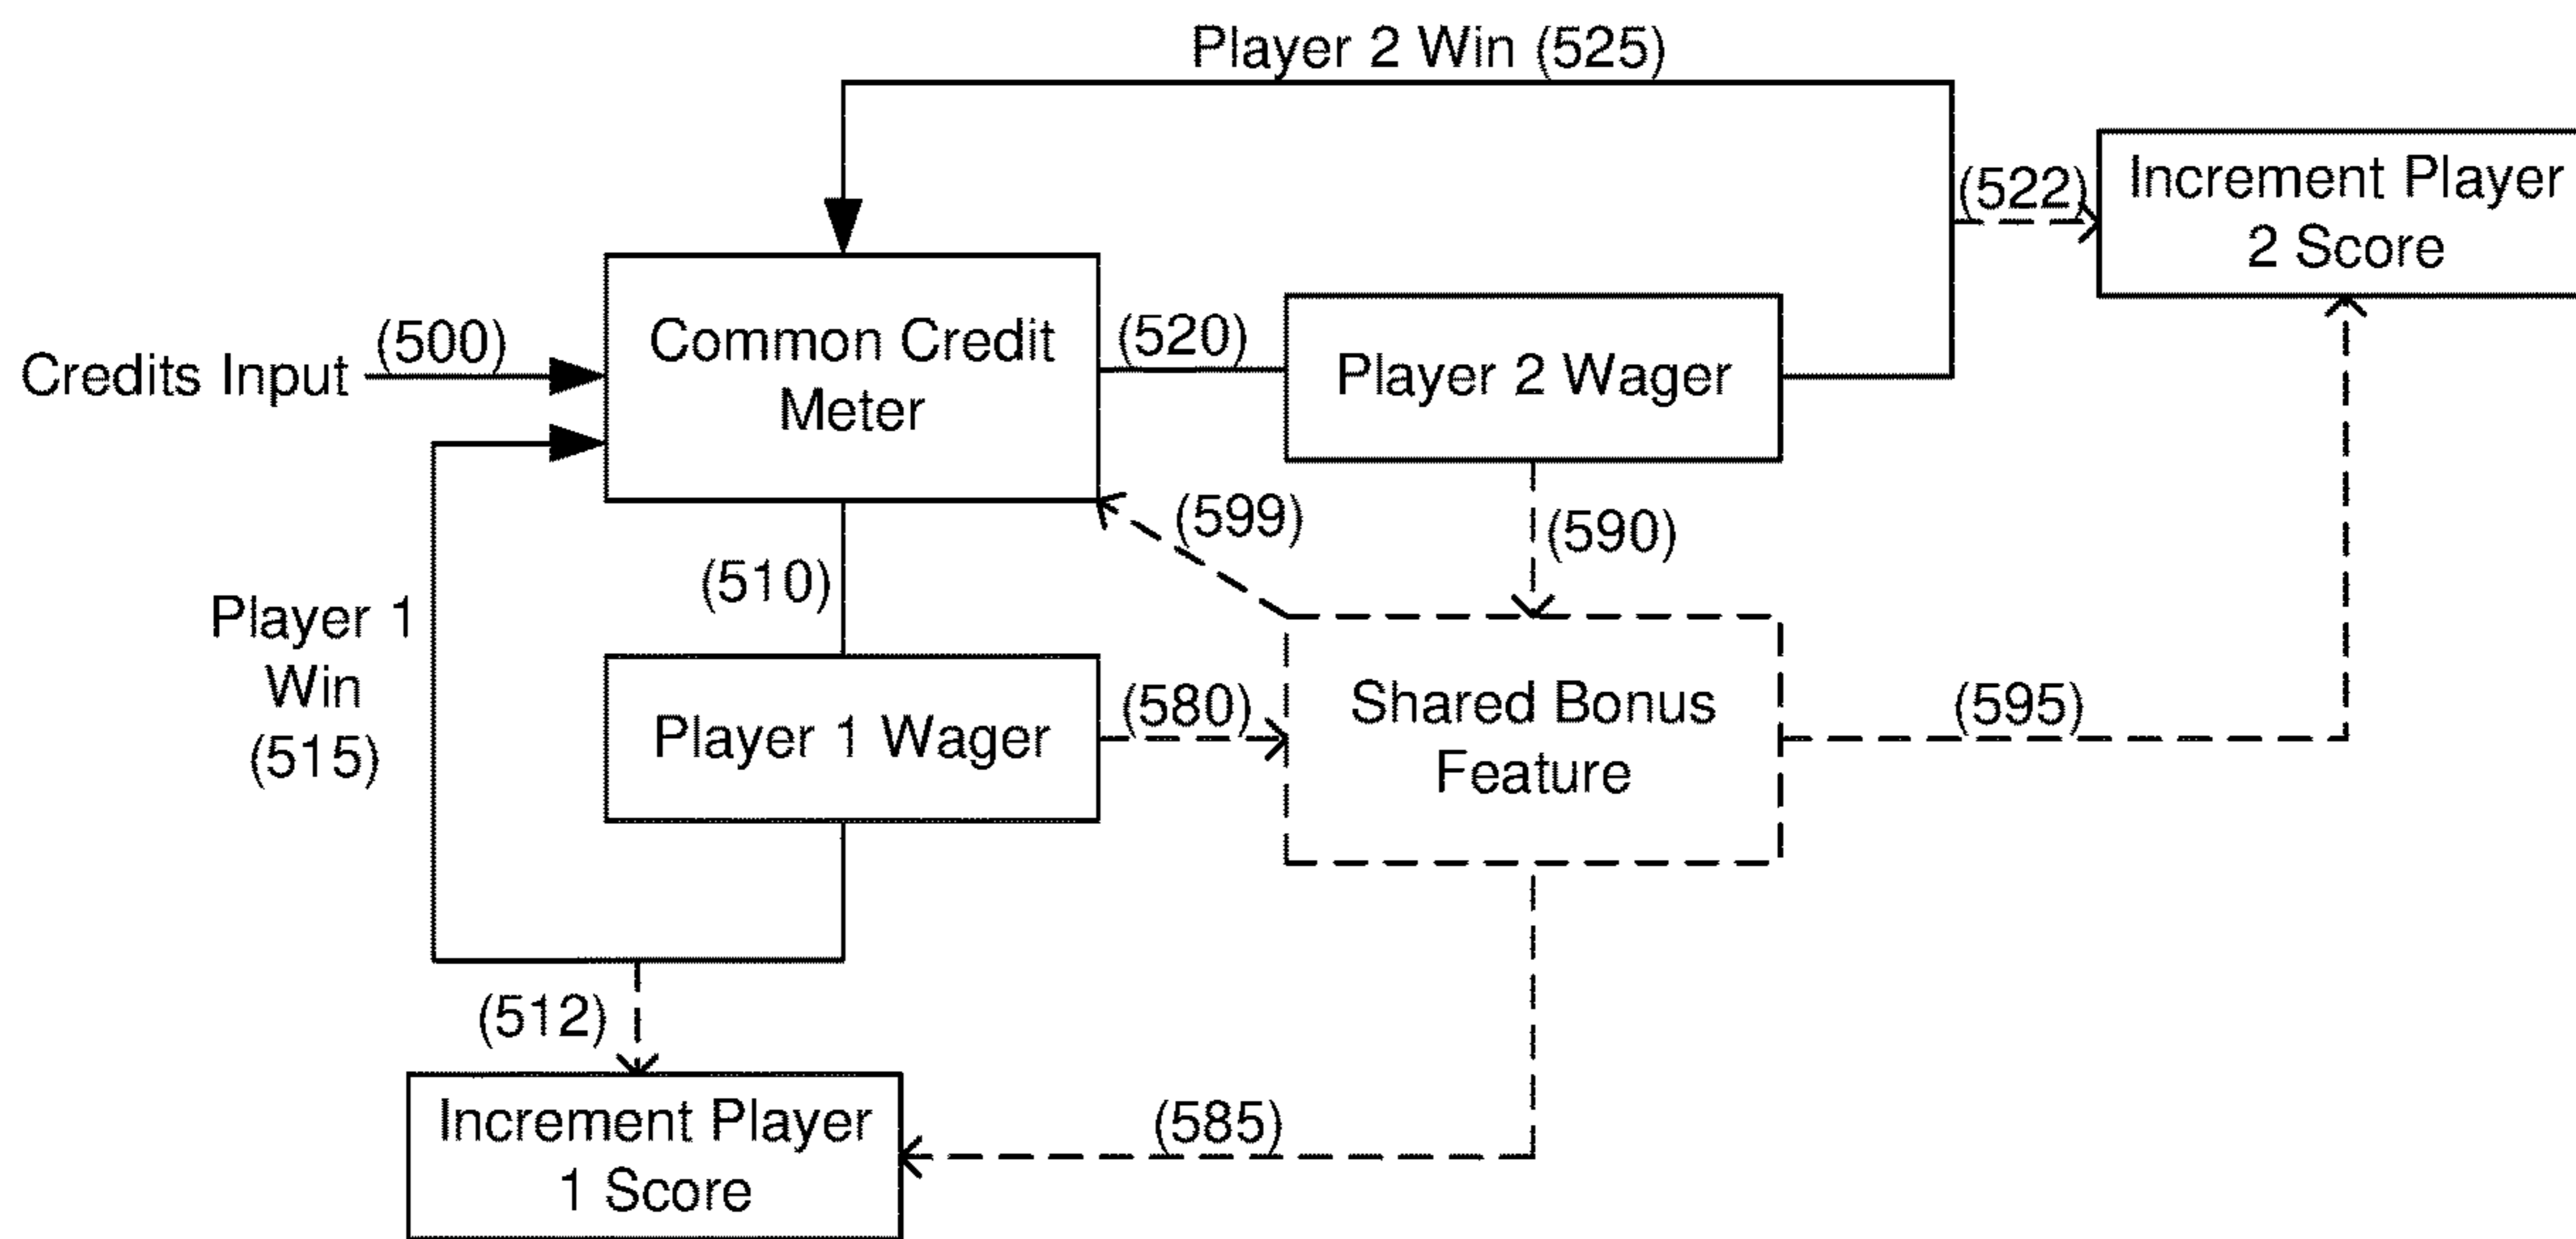 Player 2 Win (525)
(522)
Increment Player
2 Score
Credits Input
(500)
Common Credit
Meter
(520)
Player 2 Wager
(599)
(590)
(510)
Player 1
Win
(515)
Player 1 Wager
(580)
Shared Bonus
Feature
(595)
(512)
Increment Player
1 Score
(585)